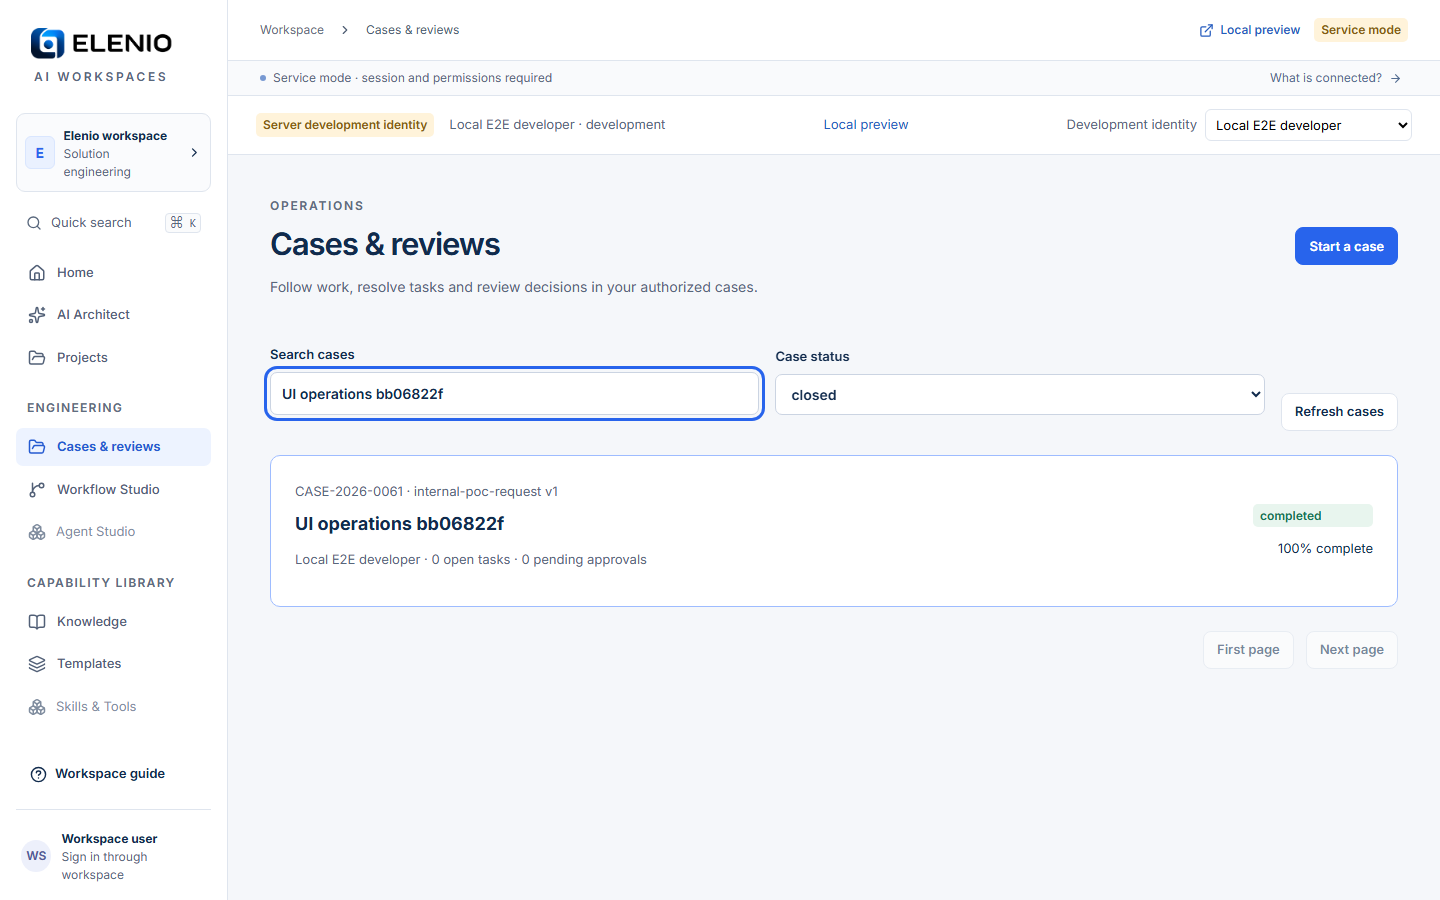 ELENIO
AI WORKSPACES
E
Elenio workspace
Solution
engineering
Quick search
⌘ K
Home
AI Architect
Projects
ENGINEERING
Cases & reviews
Workflow Studio
Agent Studio
CAPABILITY LIBRARY
Knowledge
Templates
Skills & Tools
Workspace guide
WS
Workspace user
Sign in through
workspace
Workspace
Cases & reviews
Local preview
Service mode
Service mode · session and permissions required
What is connected? →
Server development identity
Local E2E developer · development
Local preview
Development identity
Local E2E developer
OPERATIONS
Cases & reviews
Start a case
Follow work, resolve tasks and review decisions in your authorized cases.
Search cases
UI operations bb06822f
Case status
closed
Refresh cases
CASE-2026-0061 · internal-poc-request v1
UI operations bb06822f
Local E2E developer · 0 open tasks · 0 pending approvals
completed
100% complete
First page
Next page